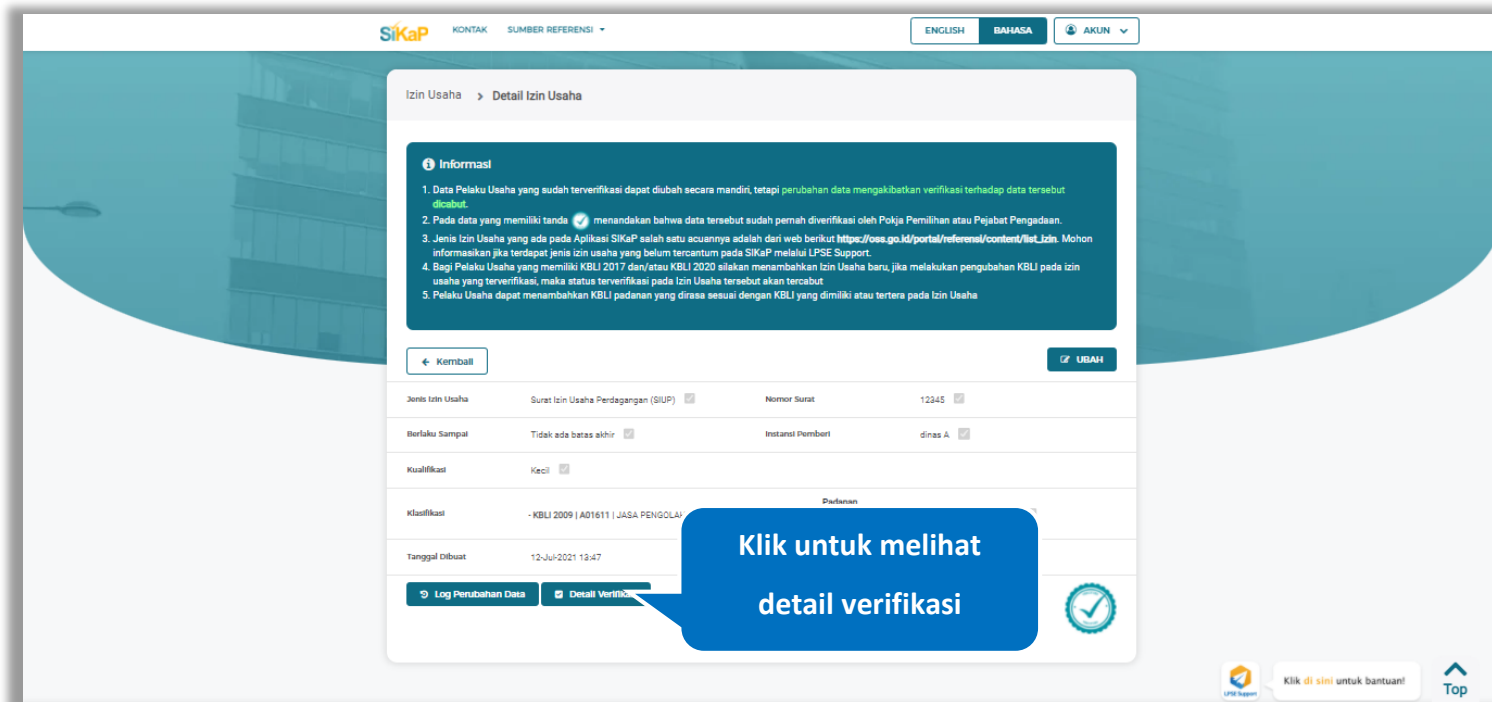 SiKaP KONTAK SUMBER REFERENSI ENGLISH BAHASA AKUN
Izin Usaha > Detail Izin Usaha
Informasi
1. Data Pelaku Usaha yang sudah terverifikasi dapat diubah secara mandiri, tetapi perubahan data mengakibatkan verifikasi terhadap data tersebut
dicabut.
2. Pada data yang memiliki tanda menandakan bahwa data tersebut sudah pernah diverifikasi oleh Pokja Pemilihan atau Pejabat Pengadaan.
3. Jenis Izin Usaha yang ada pada Aplikasi SIKaP salah satu acuannya adalah dari web berikut https://oss.go.id/portal/referensi/content/list_izin. Mohon
informasikan jika terdapat jenis izin usaha yang belum tercantum pada SIKaP melalui LPSE Support.
4. Bagi Pelaku Usaha yang memiliki KBLI 2017 dan/atau KBLI 2020 silakan menambahkan Izin Usaha baru, jika melakukan pengubahan KBLI pada izin
usaha yang terverifikasi, maka status terverifikasi pada Izin Usaha tersebut akan tercabut
5. Pelaku Usaha dapat menambahkan KBLI padanan yang dirasa sesuai dengan KBLI yang dimiliki atau tertera pada Izin Usaha
← Kembali UBAH
Jenis Izin Usaha Surat Izin Usaha Perdagangan (SIUP) Nomor Surat 12345
Berlaku Sampai Tidak ada batas akhir Instansi Pemberi dinas A
Kualifikasi Kecil
Padanan
Klasifikasi - KBLI 2009 | A01611 | JASA
Tanggal Dibuat 12-Jul-2021 13:47
Log Perubahan Data Detail
Klik untuk melihat
detail verifikasi
LPSE Support Klik di sini untuk bantuan! Top